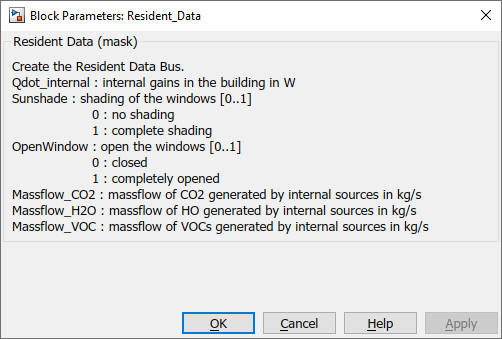 Block Parameters: Resident_Data
Resident Data (mask)
Create the Resident Data Bus.
Qdot_internal : internal gains in the building in W
Sunshade : shading of the windows [0..1]
0 : no shading
1 : complete shading
OpenWindow : open the windows [0..1]
0 : closed
1 : completely opened
Massflow_CO2 : massflow of CO2 generated by internal sources in kg/s
Massflow_H2O : massflow of HO generated by internal sources in kg/s
Massflow_VOC : massflow of VOCs generated by internal sources in kg/s
OK Cancel Help Apply